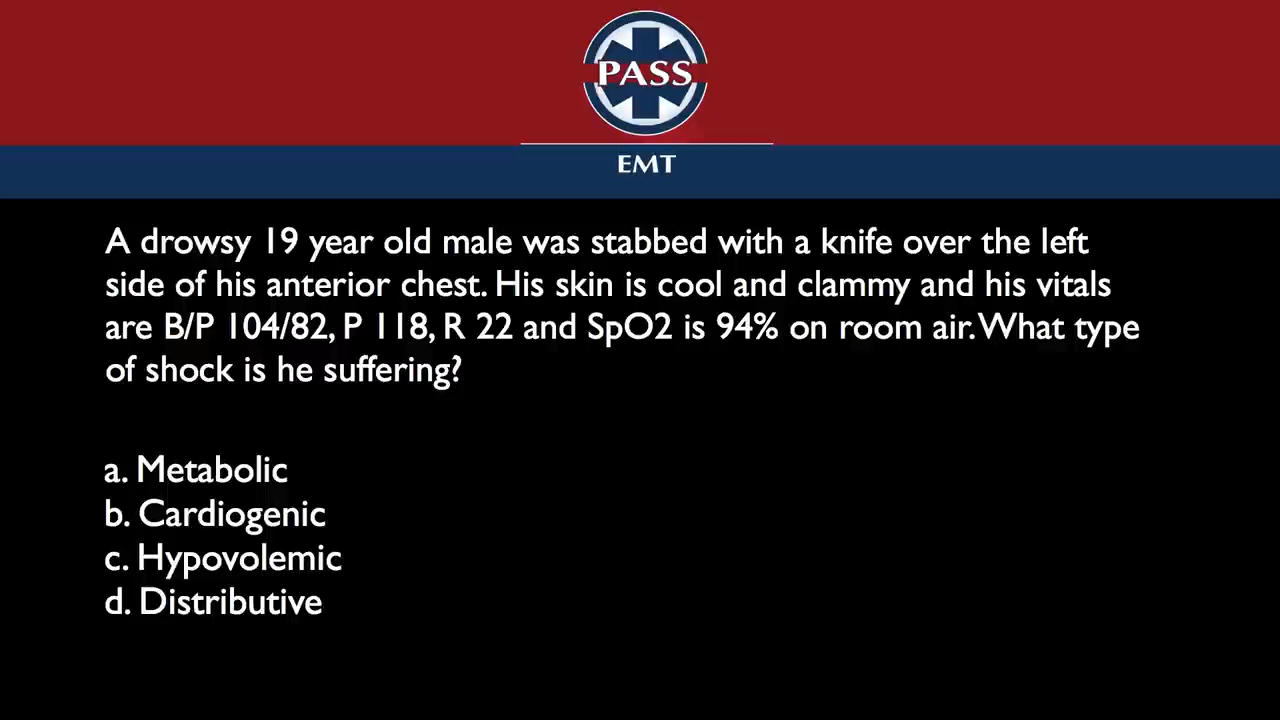 PASS
EMT
A drowsy 19 year old male was stabbed with a knife over the left
side of his anterior chest. His skin is cool and clammy and his vitals
are B/P 104/82, P 118, R 22 and SpO2 is 94% on room air. What type
of shock is he suffering?
a. Metabolic
b. Cardiogenic
c. Hypovolemic
d. Distributive